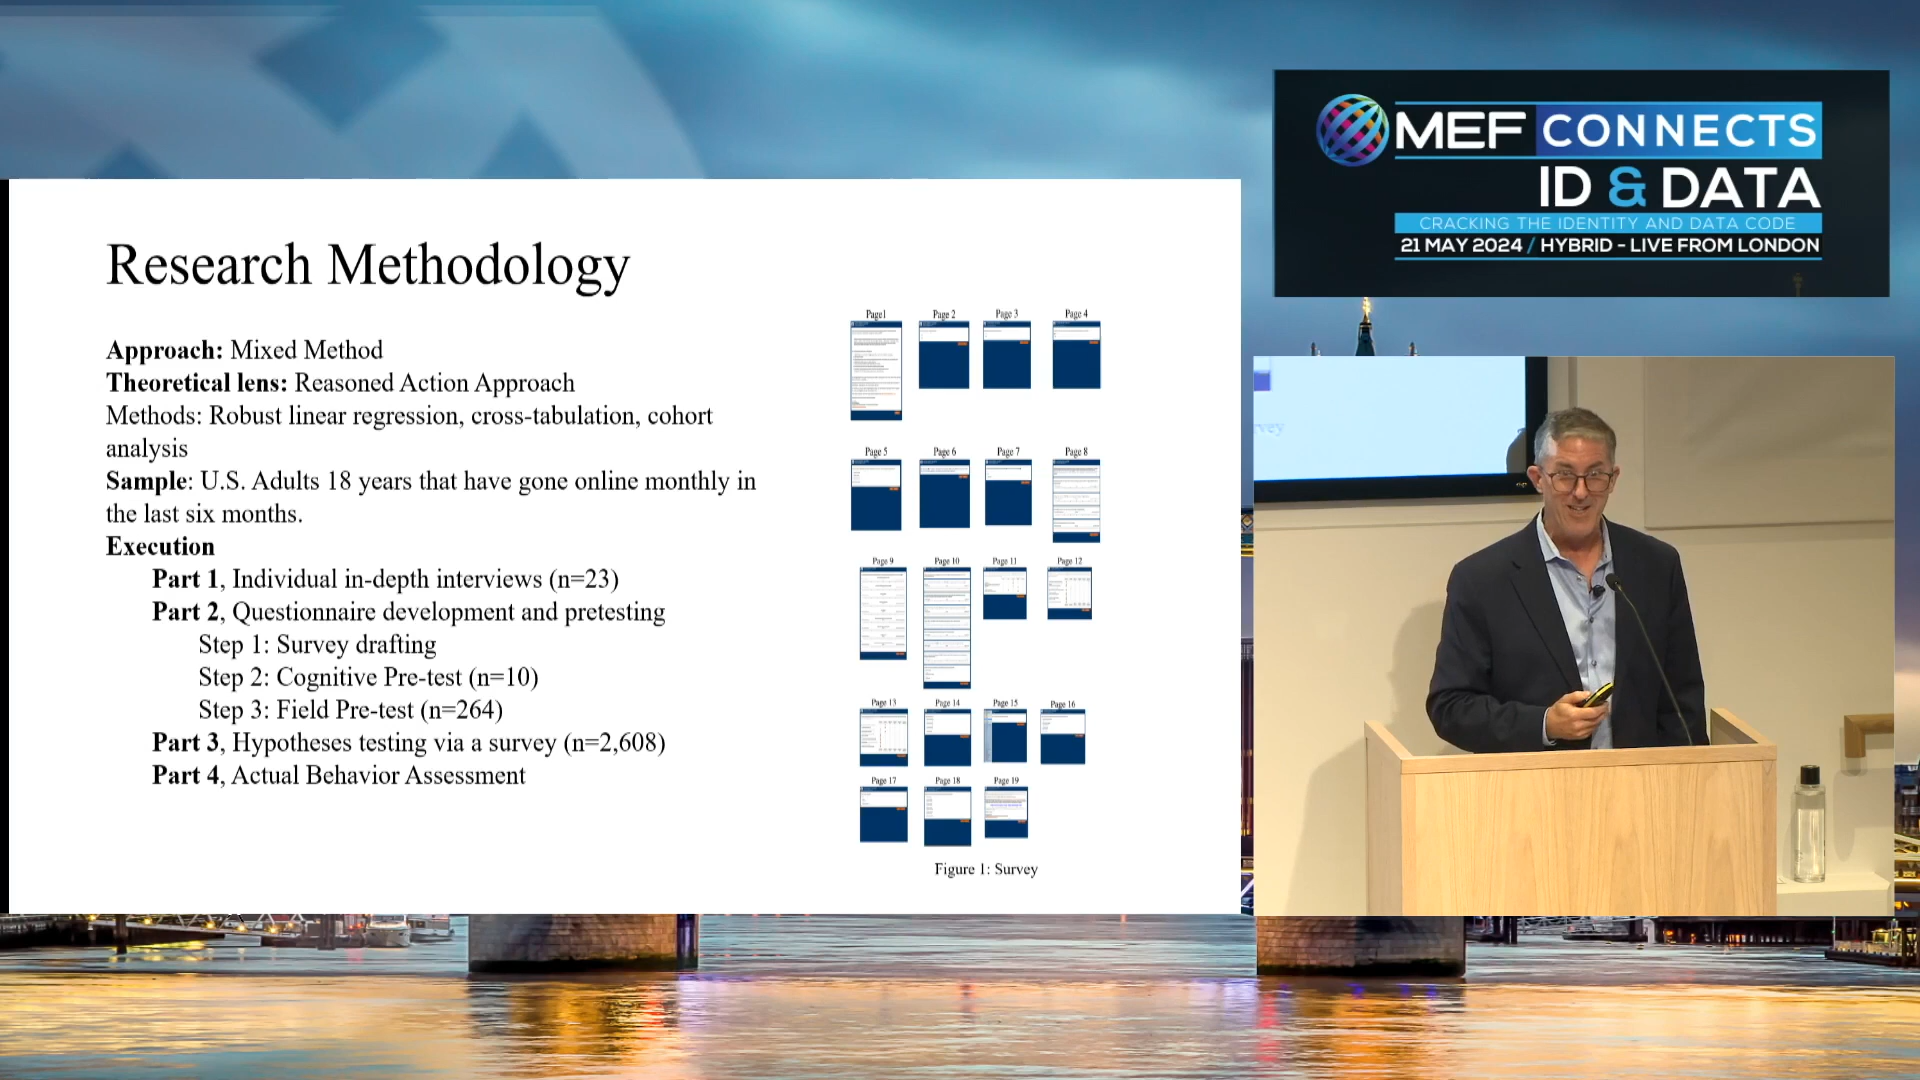 Research Methodology
Approach: Mixed Method
Theoretical lens: Reasoned Action Approach
Methods: Robust linear regression, cross-tabulation, cohort
analysis
Sample: U.S. Adults 18 years that have gone online monthly in
the last six months.
Execution
Part 1, Individual in-depth interviews (n=23)
Part 2, Questionnaire development and pretesting
Step 1: Survey drafting
Step 2: Cognitive Pre-test (n=10)
Step 3: Field Pre-test (n=264)
Part 3, Hypotheses testing via a survey (n=2,608)
Part 4, Actual Behavior Assessment
Page1 Page 2 Page 3 Page 4
Page 5 Page 6 Page 7 Page 8
Page 9 Page 10 Page 11 Page 12
Page 13 Page 14 Page 15 Page 16
Page 17 Page 18 Page 19
Figure 1: Survey
MEF CONNECTS
ID & DATA
CRACKING THE IDENTITY AND DATA CODE
21 MAY 2024 / HYBRID - LIVE FROM LONDON